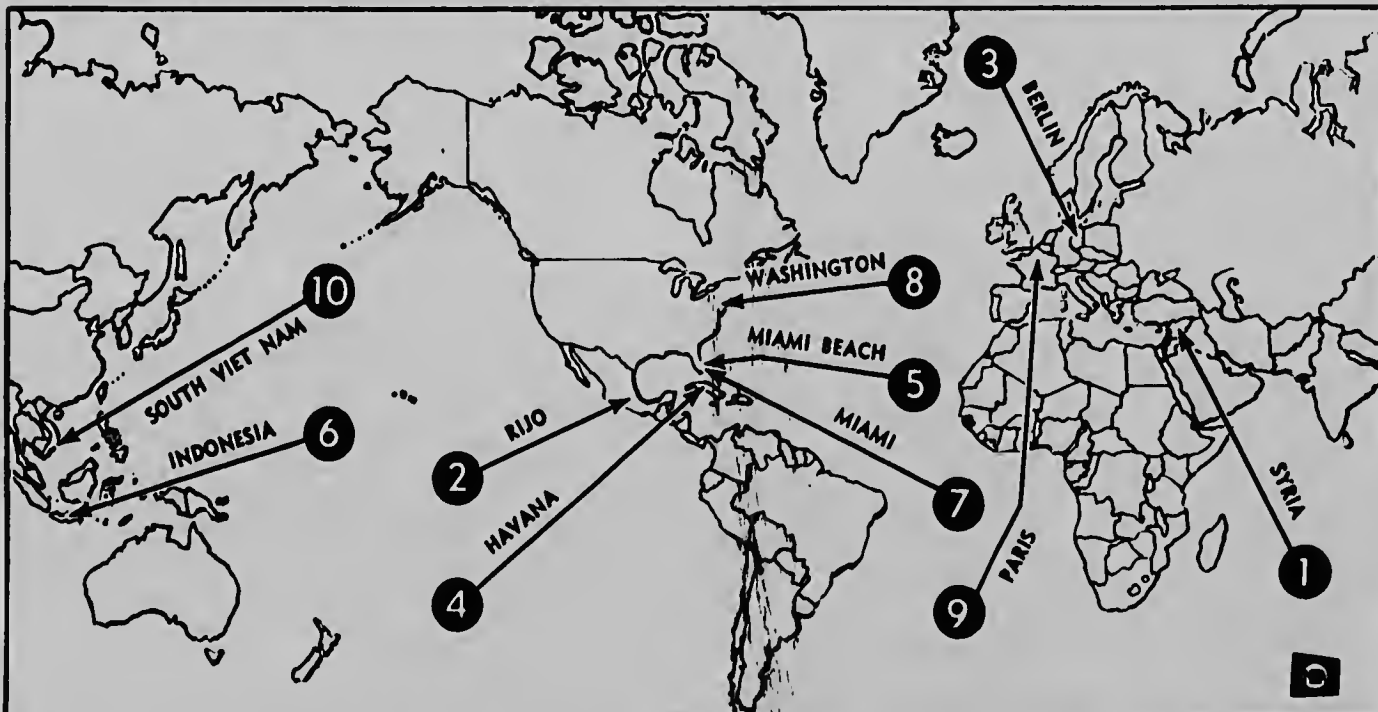 3
BERLIN
10
WASHINGTON
8
SOUTH VIET NAM
MIAMI BEACH
5
INDONESIA
6
RIJO
2
MIAMI
7
HAVANA
4
PARIS
9
SYRIA
1